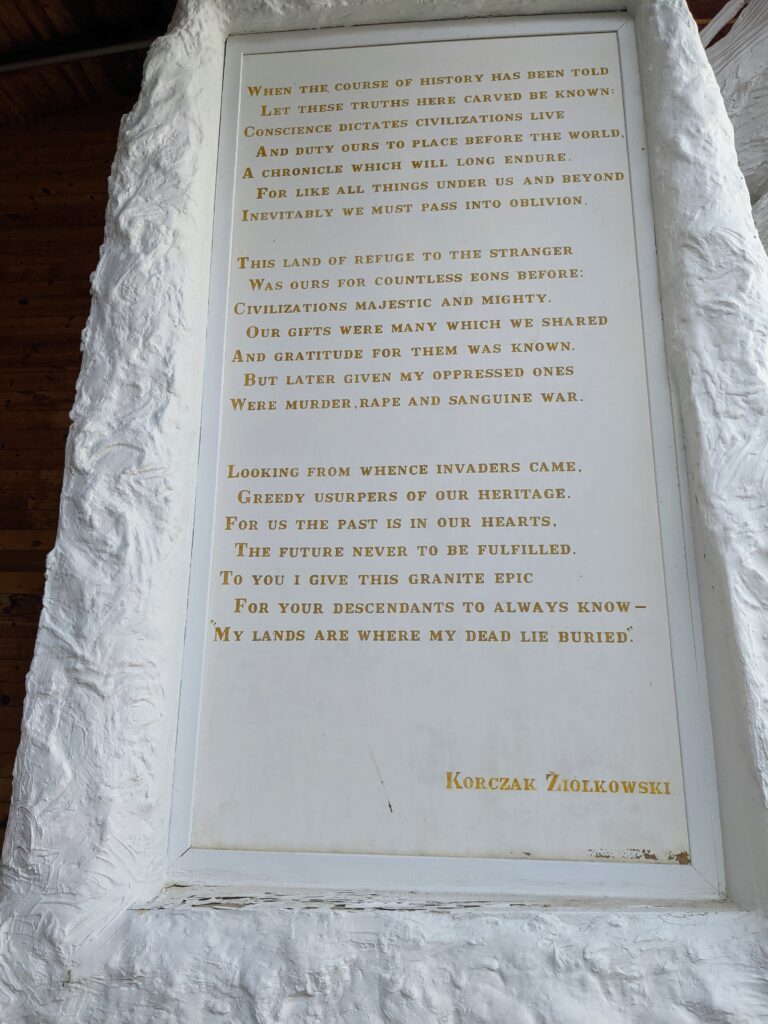 When the course of history has been told
Let these truths here carved be known:
Conscience dictates civilizations live
And duty ours to place before the world,
A chronicle which will long endure.
For like all things under us and beyond
Inevitably we must pass into oblivion.
This land of refuge to the stranger
Was ours for countless eons before:
Civilizations majestic and mighty.
Our gifts were many which we shared
And gratitude for them was known.
But later given my oppressed ones
Were murder, rape and sanguine war.
Looking from whence invaders came,
Greedy usurpers of our heritage.
For us the past is in our hearts,
The future never to be fulfilled.
To you I give this granite epic
For your descendants to always know—
"My lands are where my dead lie buried".
Korczak Žiólkowski